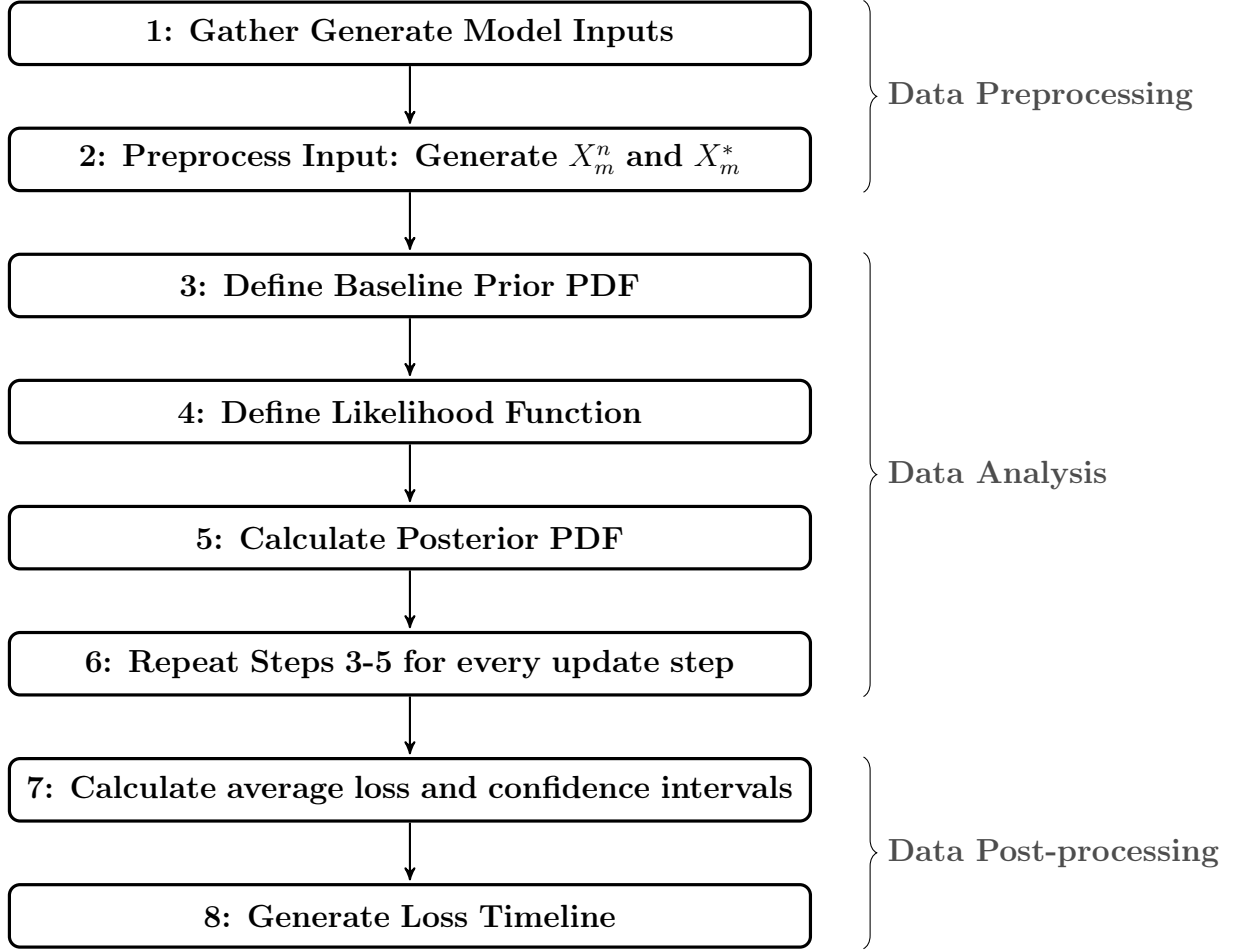 1: Gather Generate Model Inputs
Data Preprocessing
2: Preprocess Input: Generate $X_m^n$ and $X_m^*$
3: Define Baseline Prior PDF
4: Define Likelihood Function
Data Analysis
5: Calculate Posterior PDF
6: Repeat Steps 3-5 for every update step
7: Calculate average loss and confidence intervals
Data Post-processing
8: Generate Loss Timeline